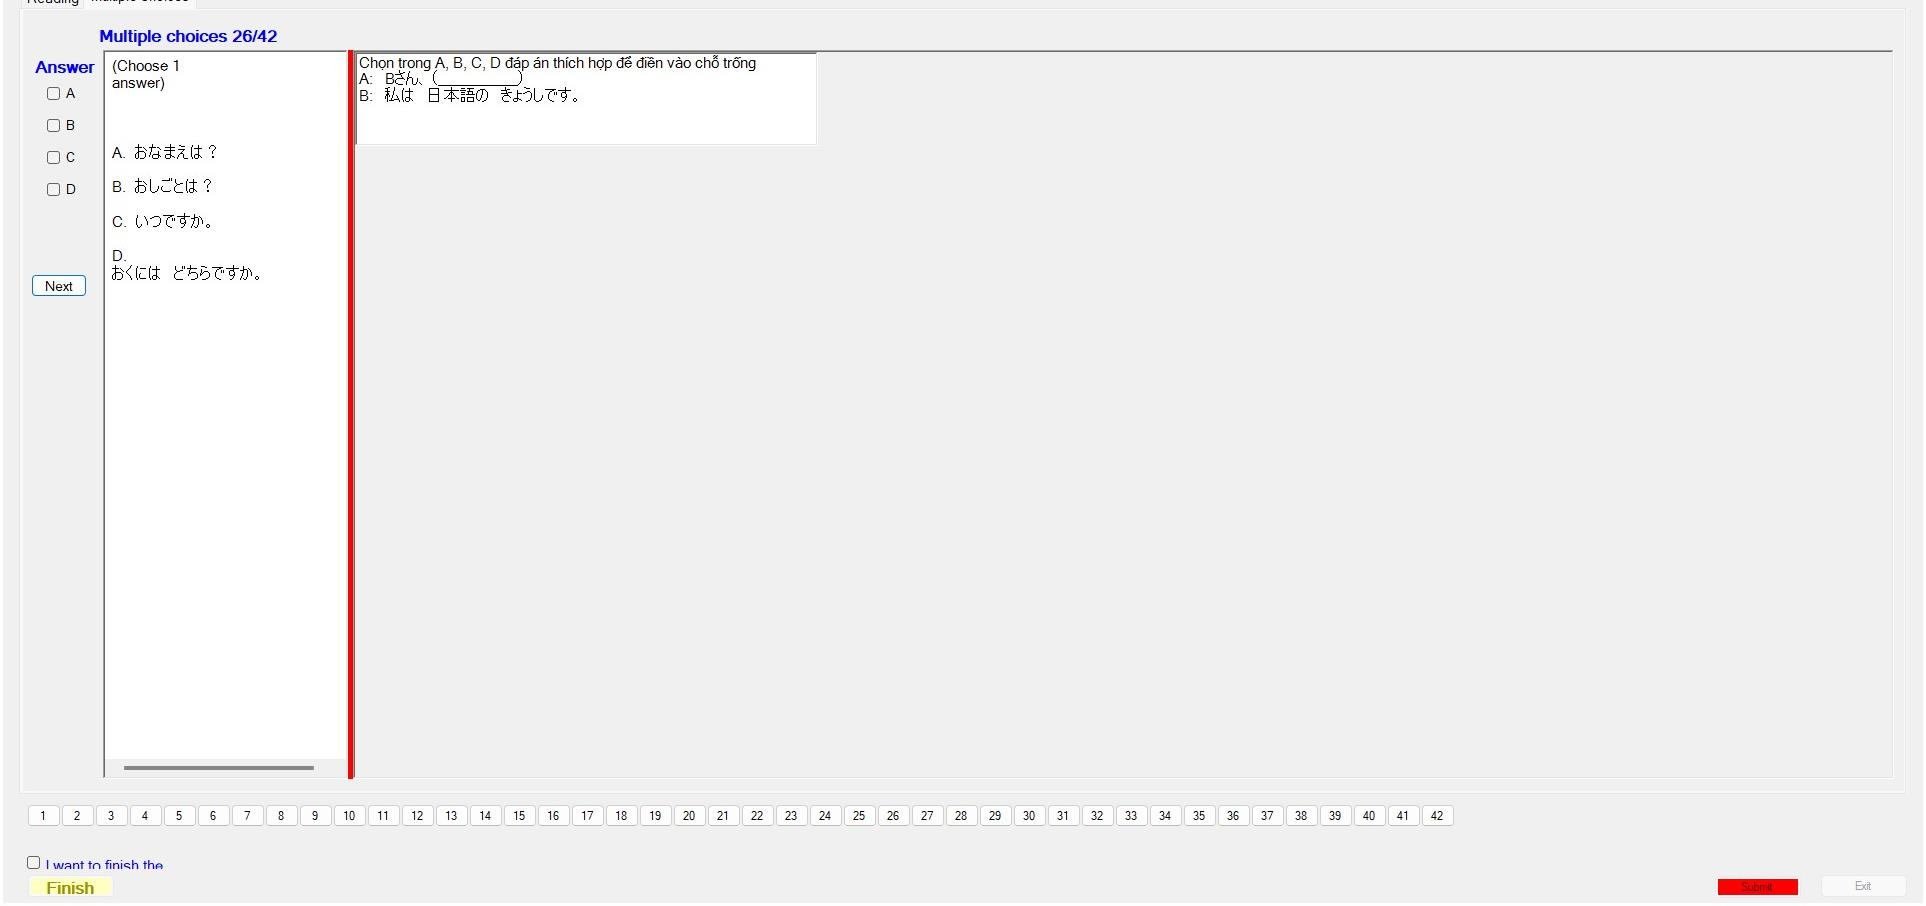 Reading Multiple Choices
Multiple choices 26/42
Answer
A
B
C
D
Next
(Choose 1
answer)
A. おなまえは？
B. おしごとは？
C. いつですか。
D.
おくには　どちらですか。
Chọn trong A, B, C, D đáp án thích hợp để điền vào chỗ trống
A: Bさん、(__________)
B: 私は　日本語の　きょうしです。
1 2 3 4 5 6 7 8 9 10 11 12 13 14 15 16 17 18 19 20 21 22 23 24 25 26 27 28 29 30 31 32 33 34 35 36 37 38 39 40 41 42
I want to finish the
Finish
Submit
Exit